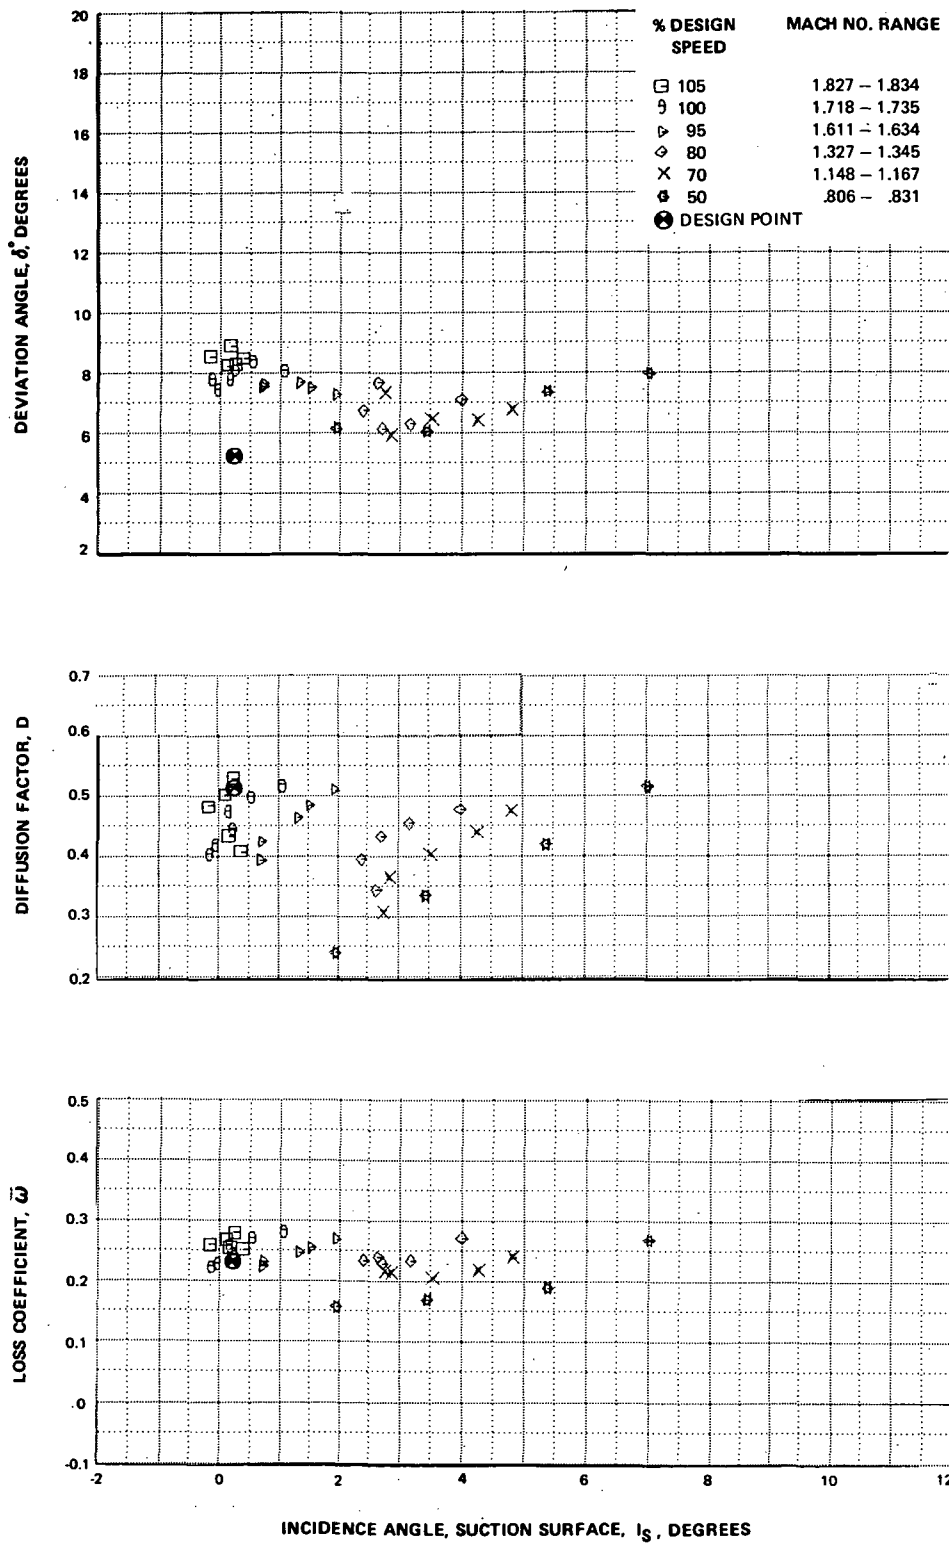 % DESIGN SPEED MACH NO. RANGE
105 1.827 – 1.834
100 1.718 – 1.735
95 1.611 – 1.634
80 1.327 – 1.345
70 1.148 – 1.167
50 .806 – .831
DESIGN POINT
DEVIATION ANGLE, δ° DEGREES
20
18
16
14
12
10
8
6
4
2
DIFFUSION FACTOR, D
0.7
0.6
0.5
0.4
0.3
0.2
LOSS COEFFICIENT, ω̅
0.5
0.4
0.3
0.2
0.1
.0
-0.1
-2 0 2 4 6 8 10 12
INCIDENCE ANGLE, SUCTION SURFACE, I_S, DEGREES